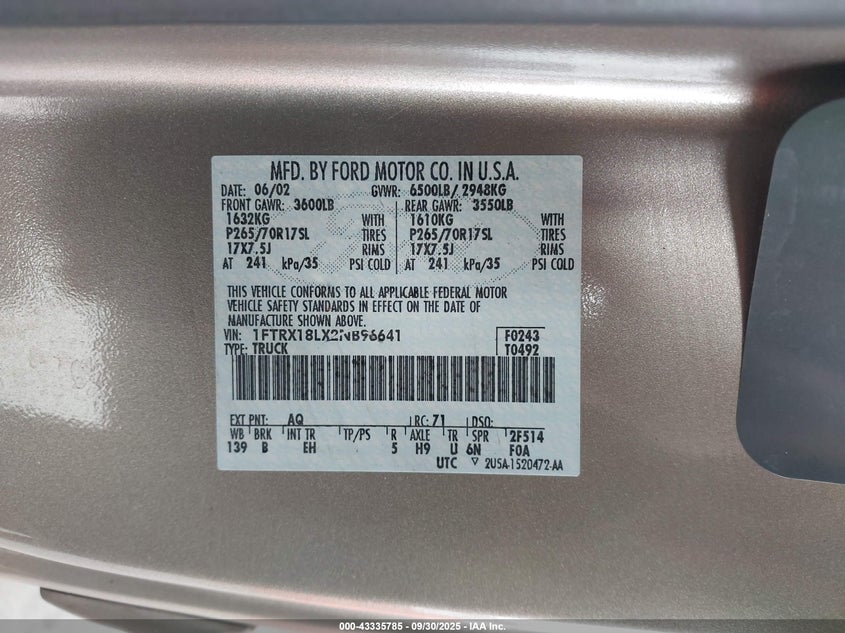 MFD. BY FORD MOTOR CO. IN U.S.A.
DATE: 06/02 GVWR: 6500LB/ 2948KG
FRONT GAWR: 3600LB REAR GAWR: 3550LB
1632KG WITH 1610KG WITH
P265/70R17SL TIRES P265/70R17SL TIRES
17X7.5J RIMS 17X7.5J RIMS
AT 241 kPa/35 PSI COLD AT 241 kPa/35 PSI COLD
THIS VEHICLE CONFORMS TO ALL APPLICABLE FEDERAL MOTOR
VEHICLE SAFETY STANDARDS IN EFFECT ON THE DATE OF
MANUFACTURE SHOWN ABOVE.
VIN: 1FTRX18LX2NB96641 F0243
TYPE: TRUCK T0492
EXT PNT: AQ RC: 71 DSO:
WB BRK INT TR TP/PS R AXLE TR SPR 2F514
139 B EH 5 H9 U 6N F0A
UTC ▽ 2USA-1520472-AA
000-43335785 - 09/30/2025 - IAA Inc.